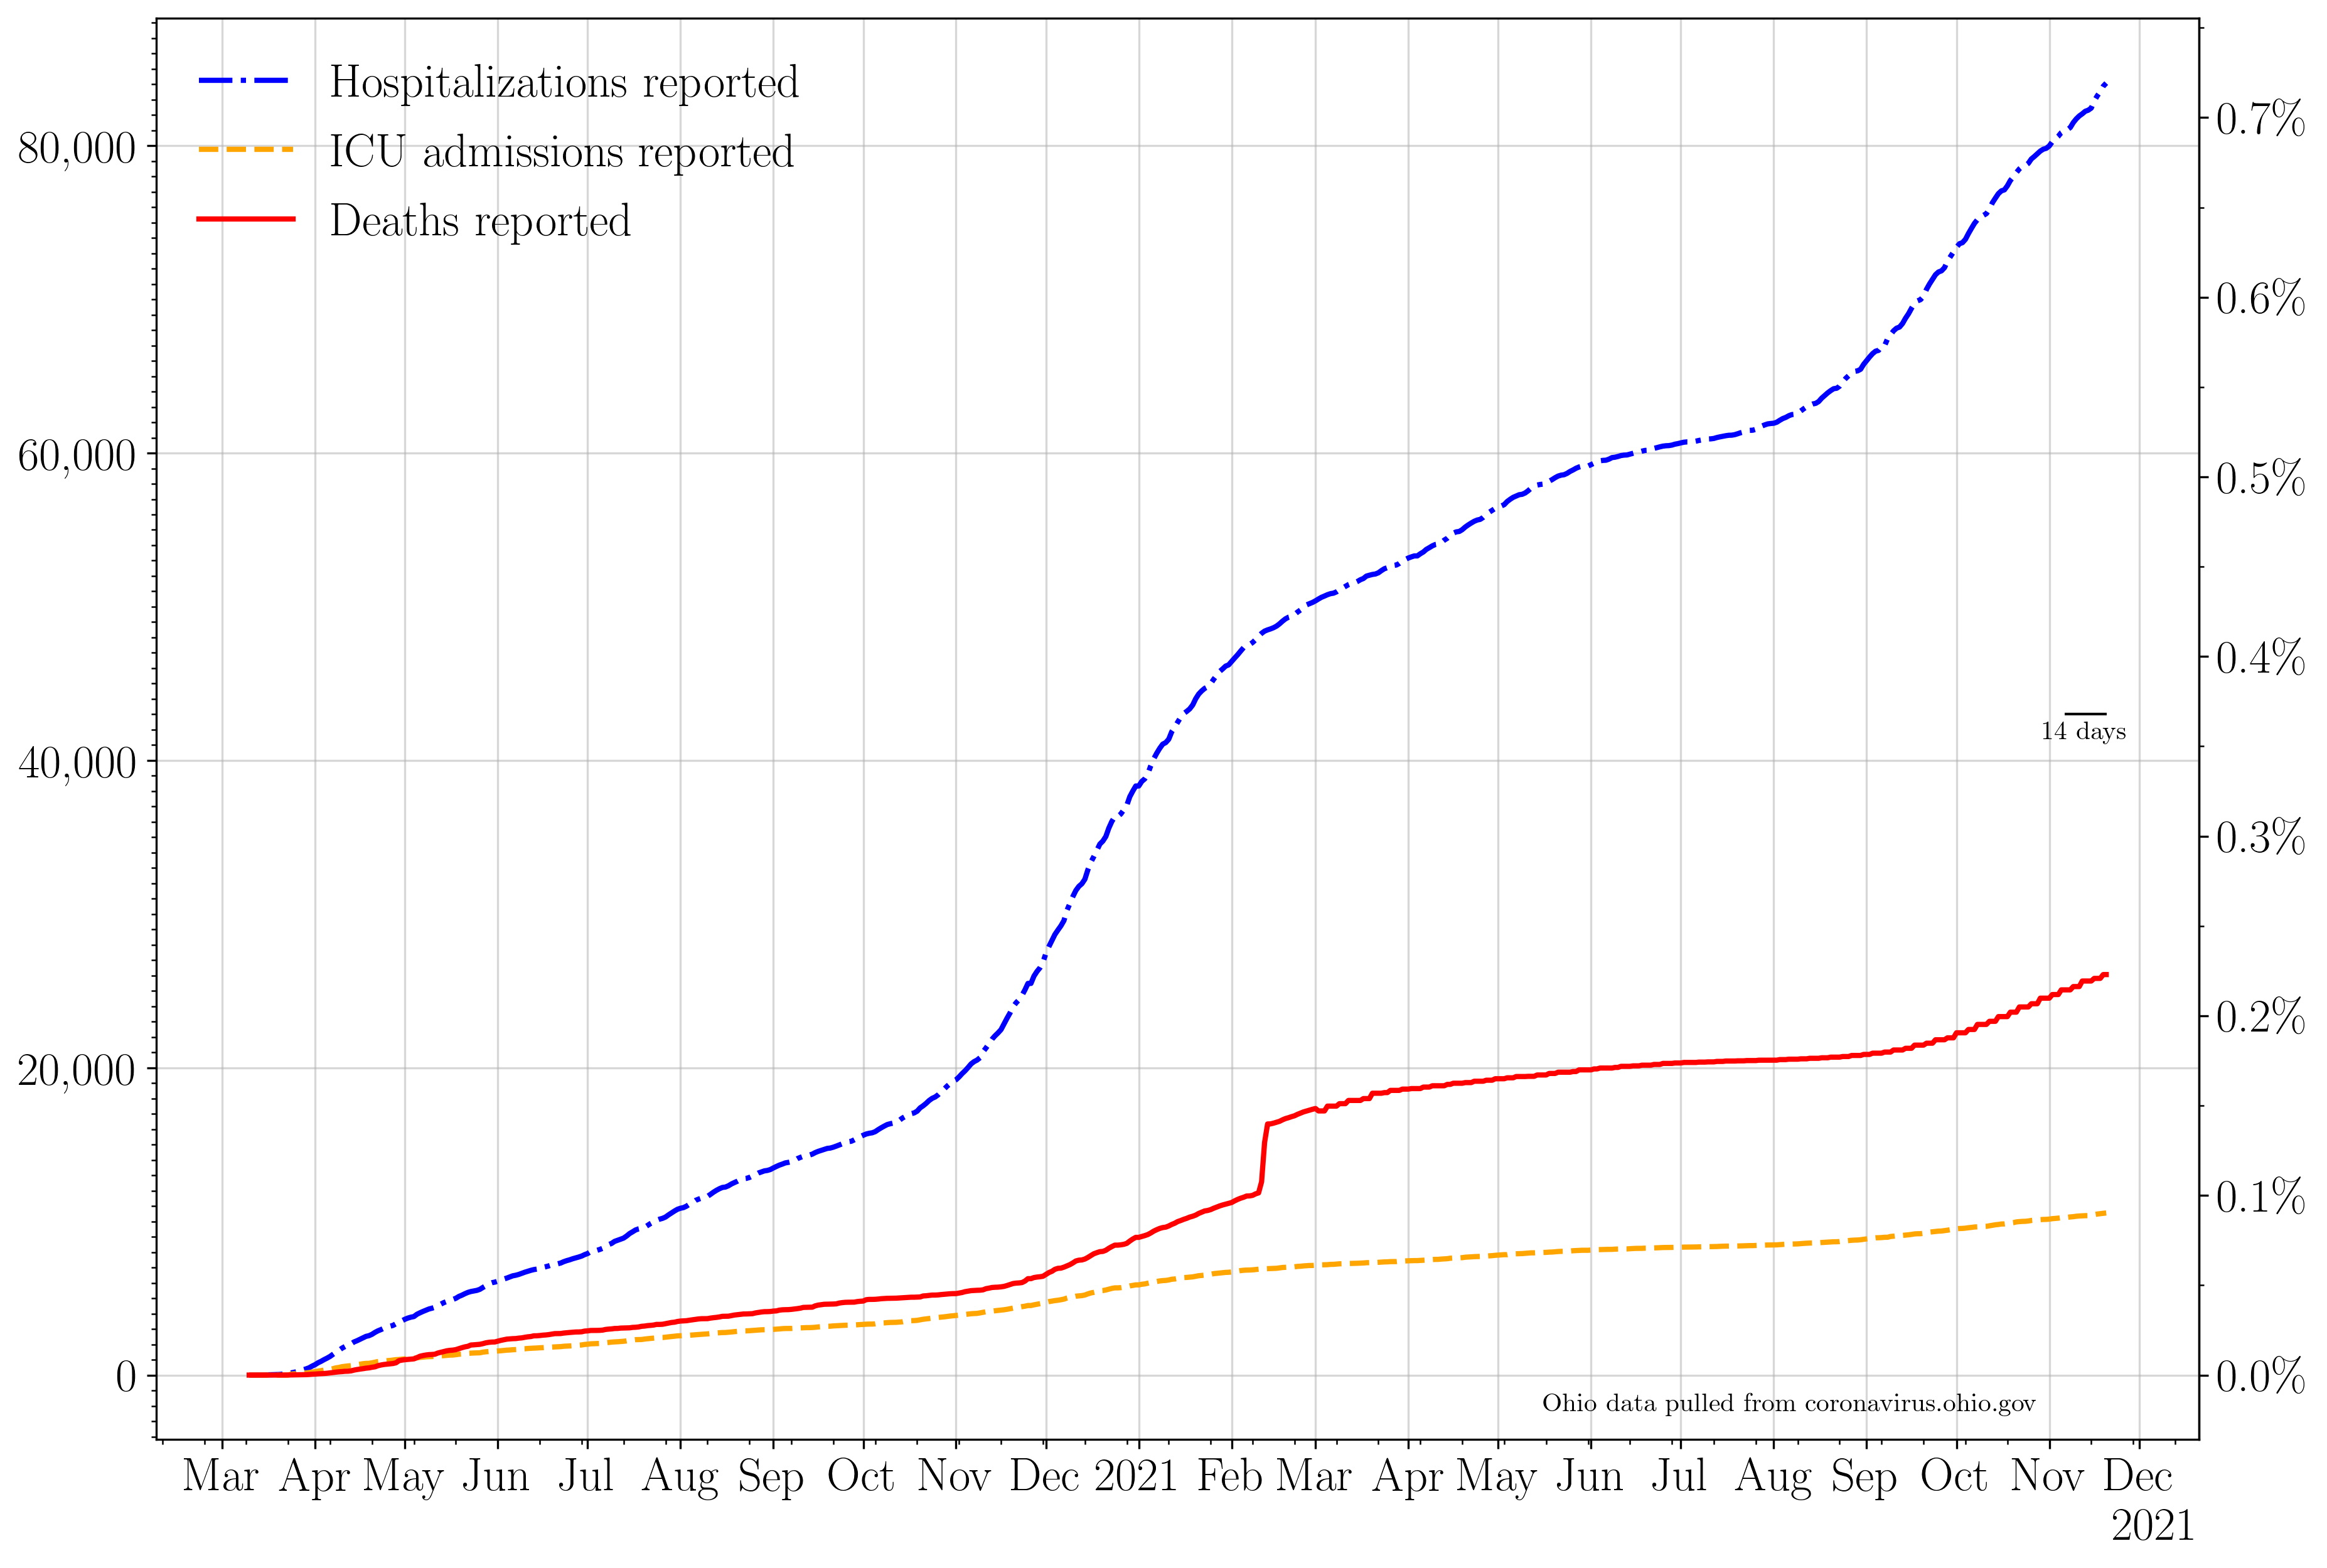 Hospitalizations reported
ICU admissions reported
Deaths reported
80,000
60,000
40,000
20,000
0
0.7%
0.6%
0.5%
0.4%
0.3%
0.2%
0.1%
0.0%
14 days
Ohio data pulled from coronavirus.ohio.gov
Mar Apr May Jun Jul Aug Sep Oct Nov Dec 2021 Feb Mar Apr May Jun Jul Aug Sep Oct Nov Dec
2021